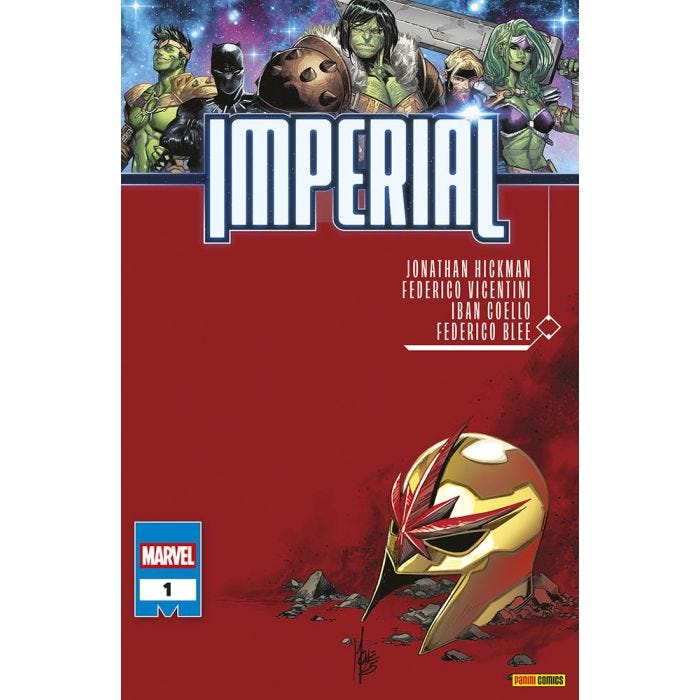 IMPERIAL
JONATHAN HICKMAN
FEDERICO VICENTINI
IBAN COELLO
FEDERICO BLEE
MARVEL
1
PANINI COMICS